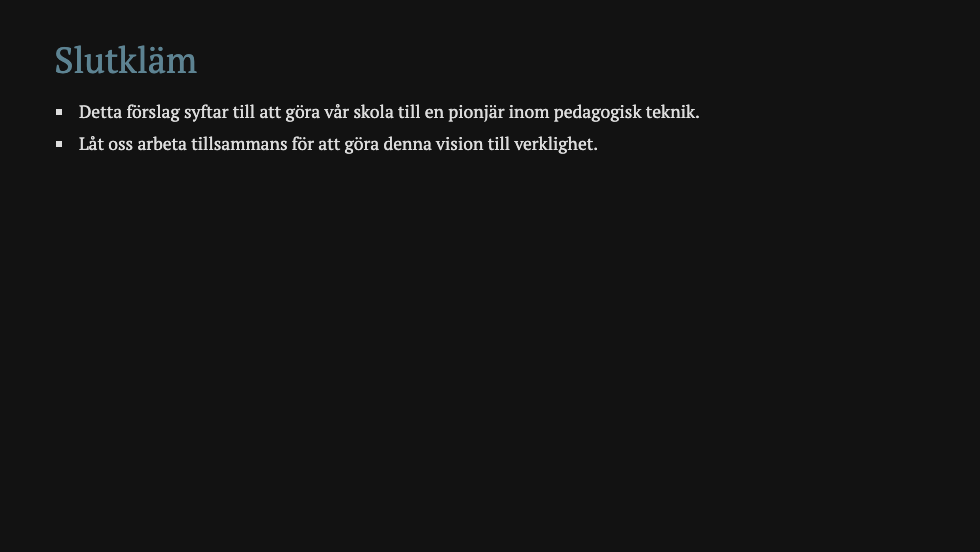 Slutkläm
▪ Detta förslag syftar till att göra vår skola till en pionjär inom pedagogisk teknik.
▪ Låt oss arbeta tillsammans för att göra denna vision till verklighet.